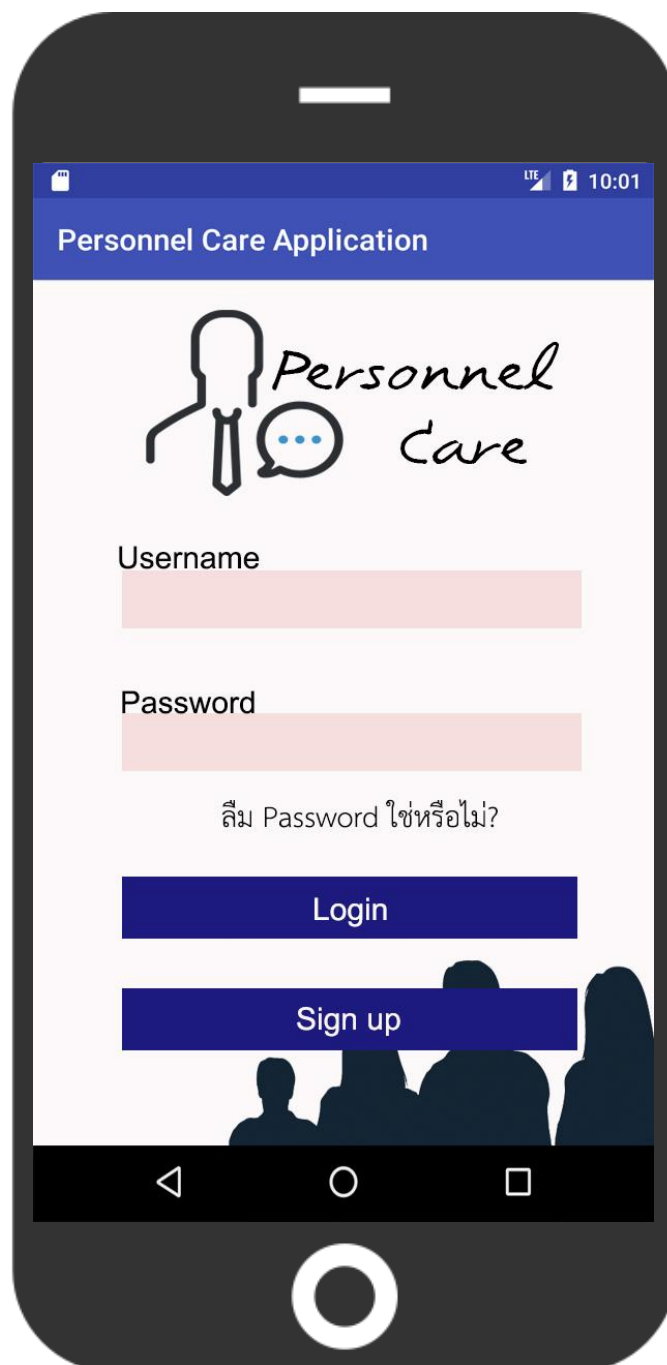 LTE 10:01
Personnel Care Application
Personnel
Care
Username
Password
ลืม Password ใช่หรือไม่?
Login
Sign up